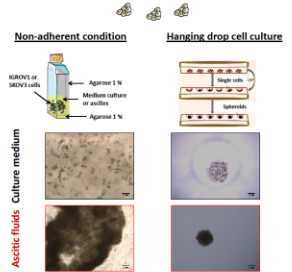 Non-adherent condition
Hanging drop cell culture
IGROV1 or
SKOV3 cells
Agarose 1 %
Medium culture
or ascites
Agarose 1 %
Single cells
Spheroids
Culture medium
Ascitic fluids